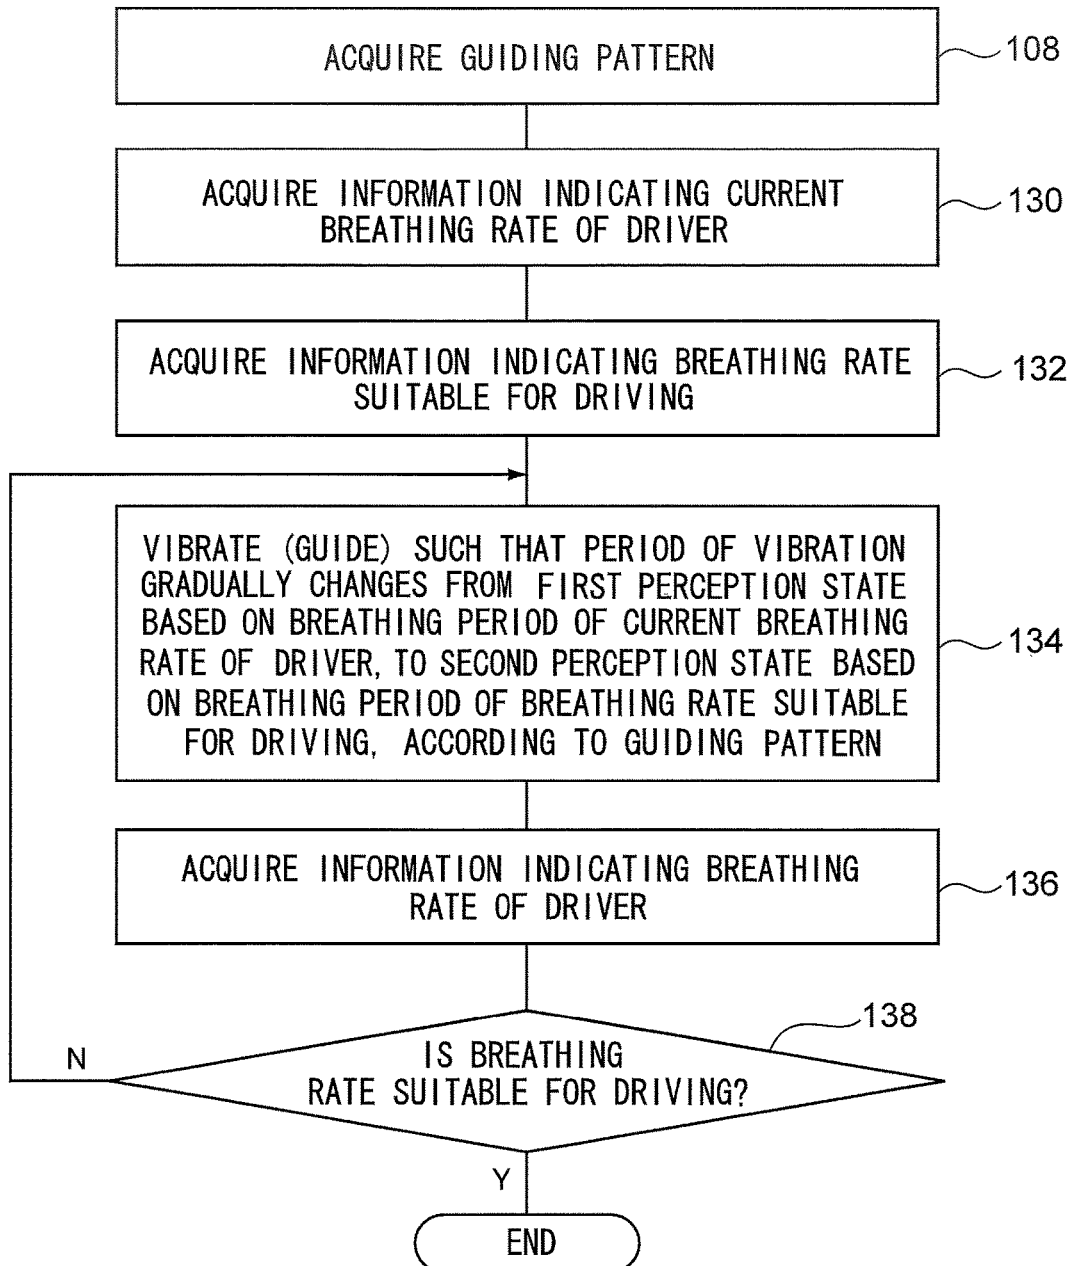 ACQUIRE GUIDING PATTERN
108
ACQUIRE INFORMATION INDICATING CURRENT
BREATHING RATE OF DRIVER
130
ACQUIRE INFORMATION INDICATING BREATHING RATE
SUITABLE FOR DRIVING
132
VIBRATE (GUIDE) SUCH THAT PERIOD OF VIBRATION
GRADUALLY CHANGES FROM FIRST PERCEPTION STATE
BASED ON BREATHING PERIOD OF CURRENT BREATHING
RATE OF DRIVER, TO SECOND PERCEPTION STATE BASED
ON BREATHING PERIOD OF BREATHING RATE SUITABLE
FOR DRIVING, ACCORDING TO GUIDING PATTERN
134
ACQUIRE INFORMATION INDICATING BREATHING
RATE OF DRIVER
136
138
IS BREATHING
RATE SUITABLE FOR DRIVING?
N
Y
END